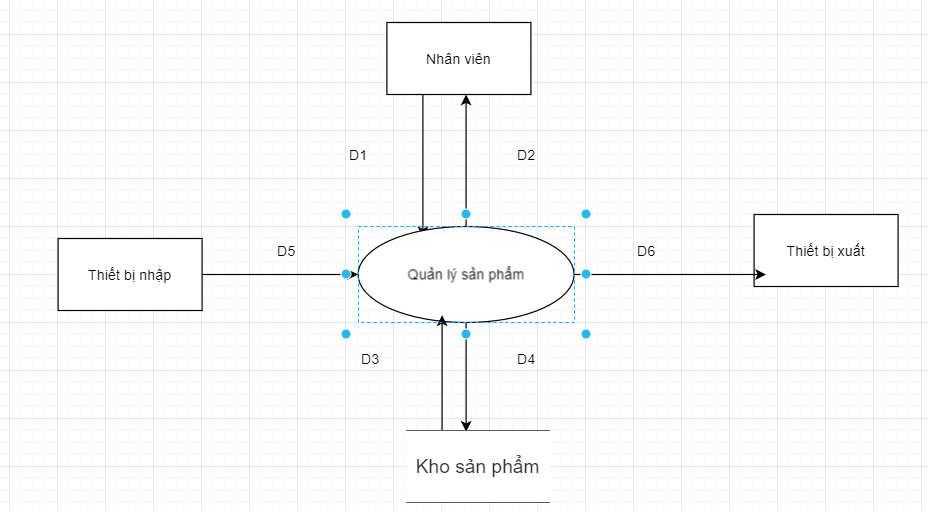 Nhân viên
D1
D2
Thiết bị nhập
D5
Quản lý sản phẩm
D6
Thiết bị xuất
D3
D4
Kho sản phẩm